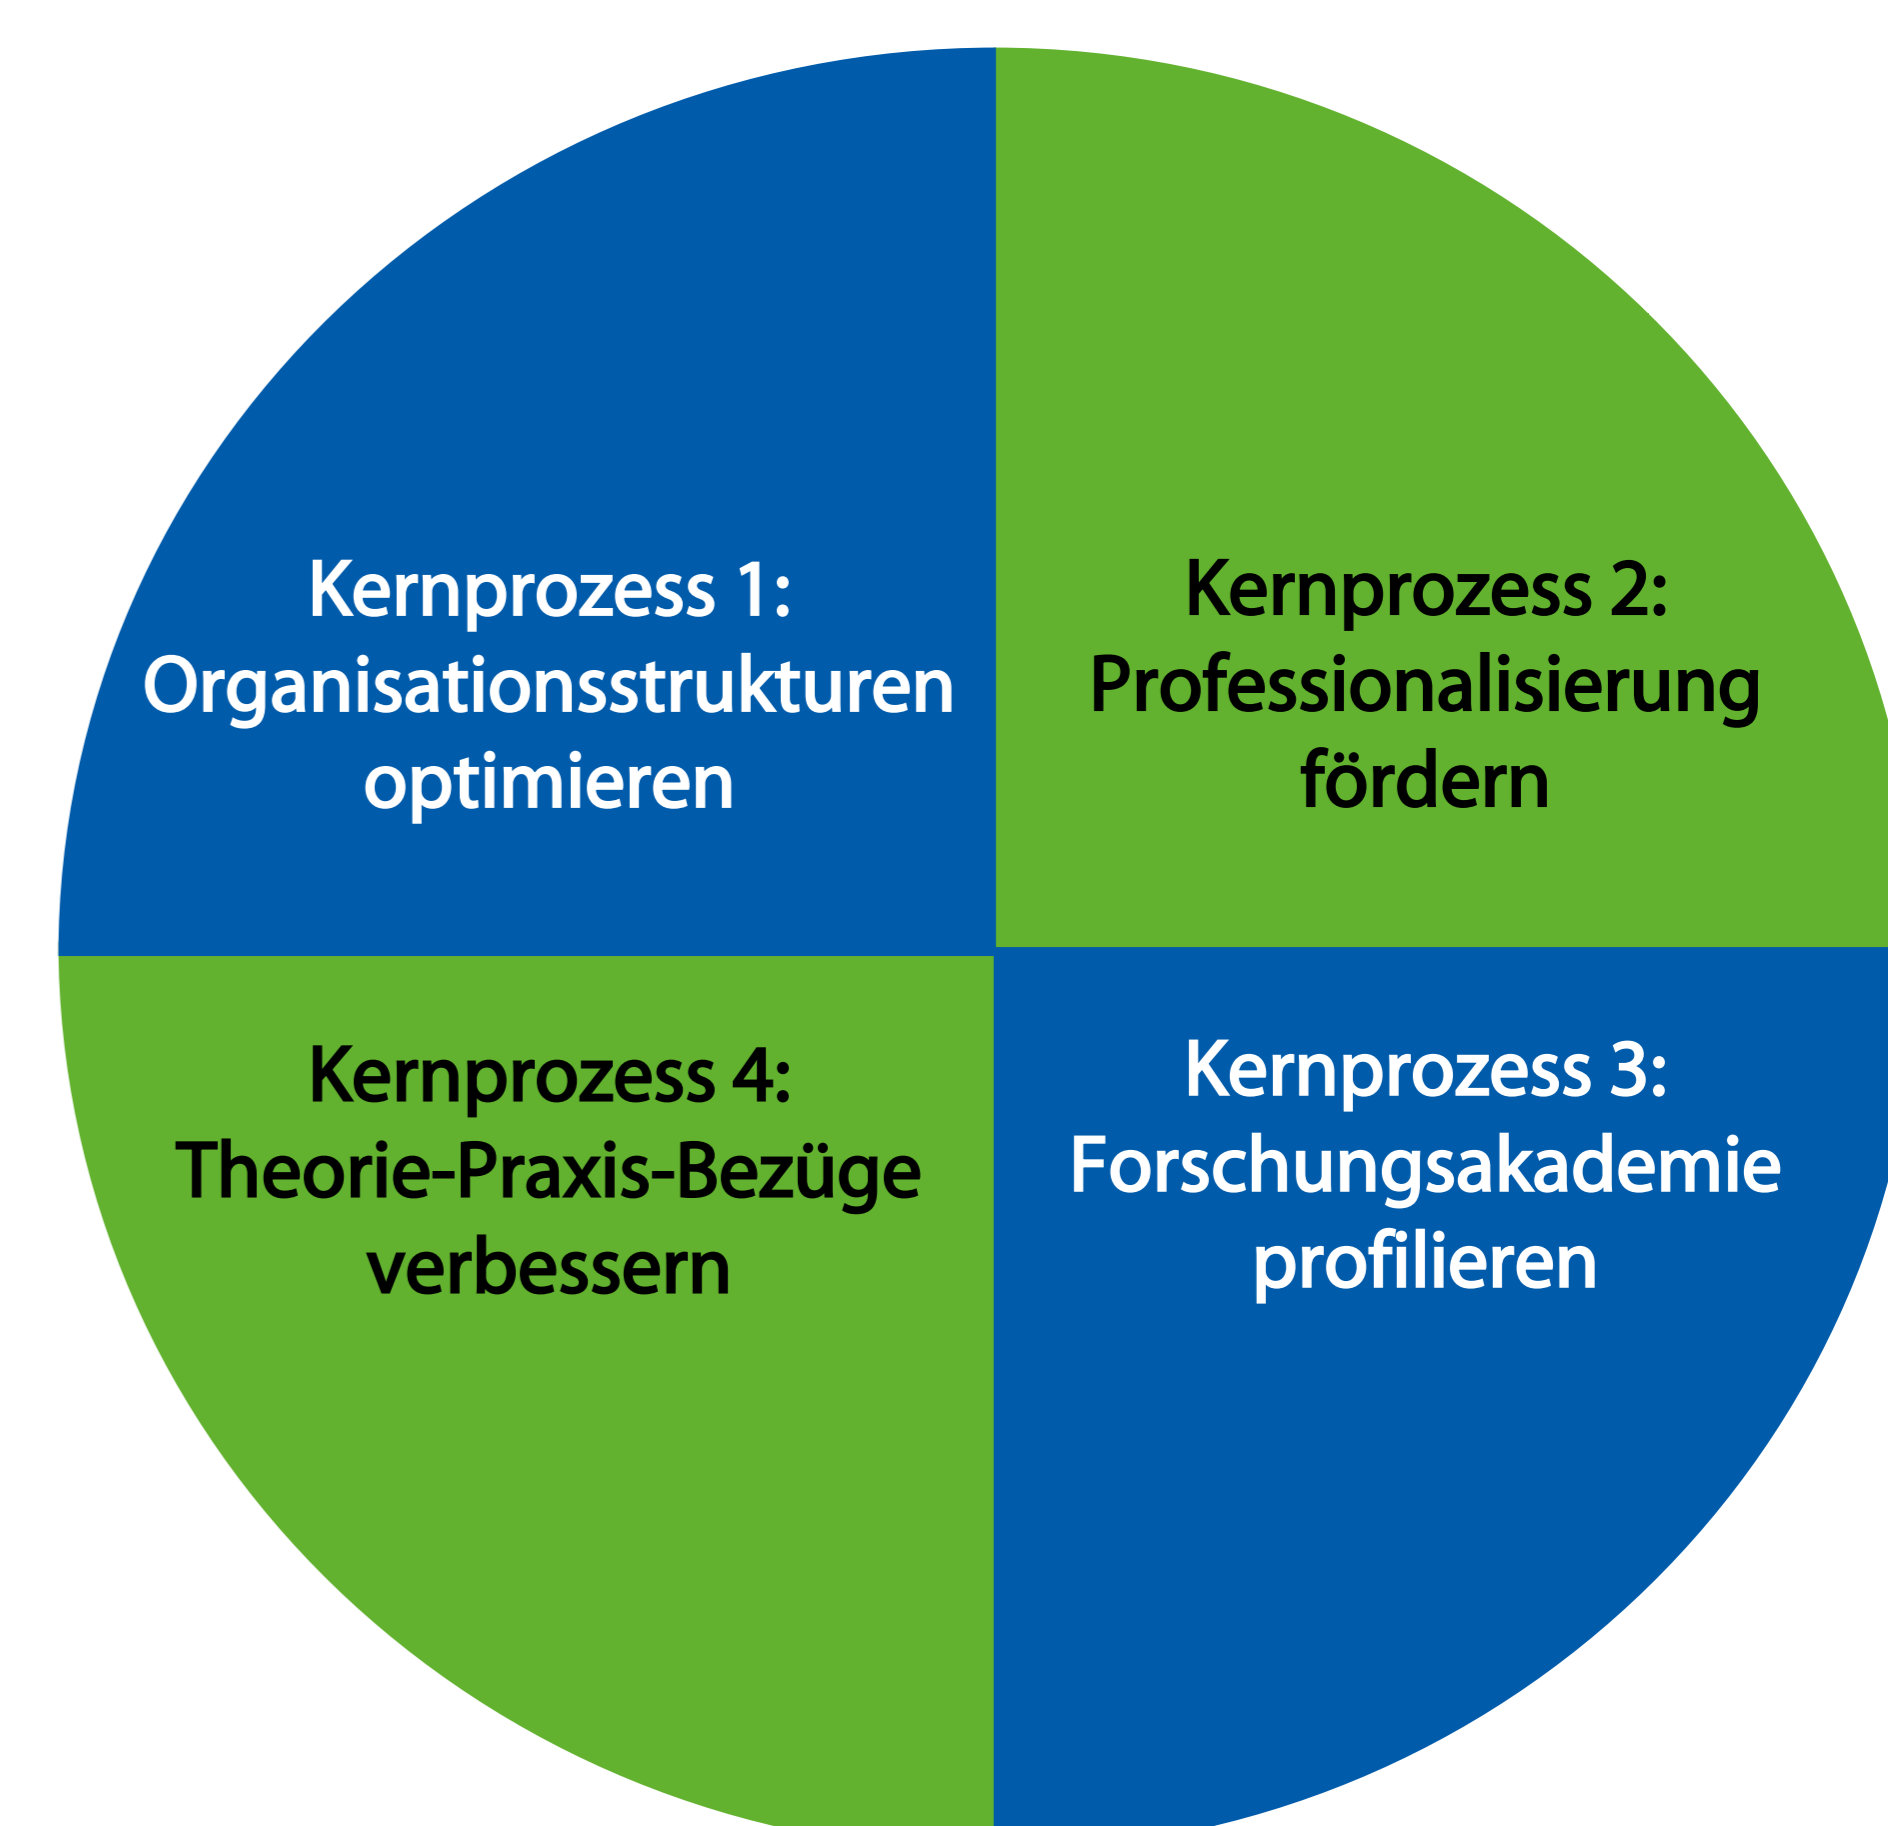 Kernprozess 1:
Organisationsstrukturen
optimieren
Kernprozess 2:
Professionalisierung
fördern
Kernprozess 4:
Theorie-Praxis-Bezüge
verbessern
Kernprozess 3:
Forschungsakademie
profilieren